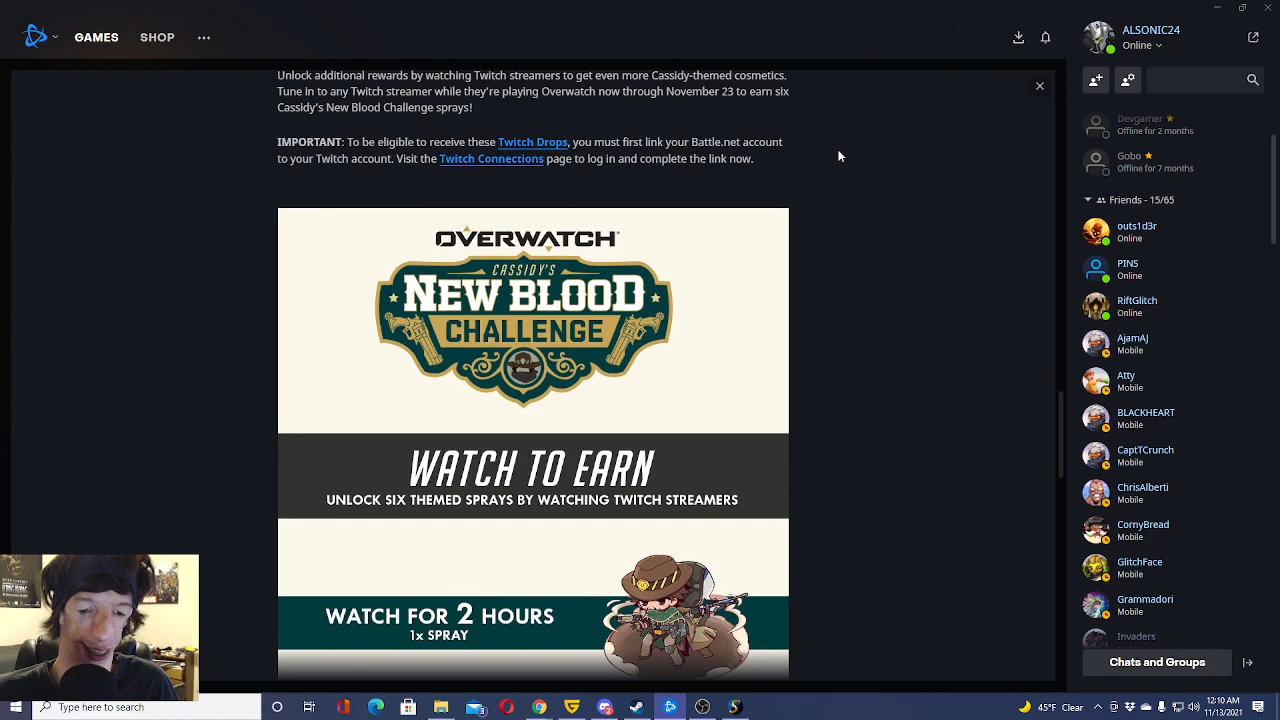 GAMES
SHOP
ALSONIC24
Online
Unlock additional rewards by watching Twitch streamers to get even more Cassidy-themed cosmetics.
Tune in to any Twitch streamer while they're playing Overwatch now through November 23 to earn six
Cassidy's New Blood Challenge sprays!
IMPORTANT: To be eligible to receive these Twitch Drops, you must first link your Battle.net account
to your Twitch account. Visit the Twitch Connections page to log in and complete the link now.
OVERWATCH
CASSIDY'S
NEW BLOOD
CHALLENGE
WATCH TO EARN
UNLOCK SIX THEMED SPRAYS BY WATCHING TWITCH STREAMERS
WATCH FOR 2 HOURS
1x SPRAY
Devgamer
Offline for 2 months
Gobo
Offline for 7 months
Friends - 15/65
outs1d3r
Online
PINS
Online
RiftGlitch
Online
AjamAJ
Mobile
Atty
Mobile
BLACKHEART
Mobile
CaptTCrunch
Mobile
ChrisAlberti
Mobile
CornyBread
Mobile
GlitchFace
Mobile
Grammadori
Mobile
Invaders
Mobile
Chats and Groups
Type here to search
45°F Clear
12:10 AM
11/13/2021